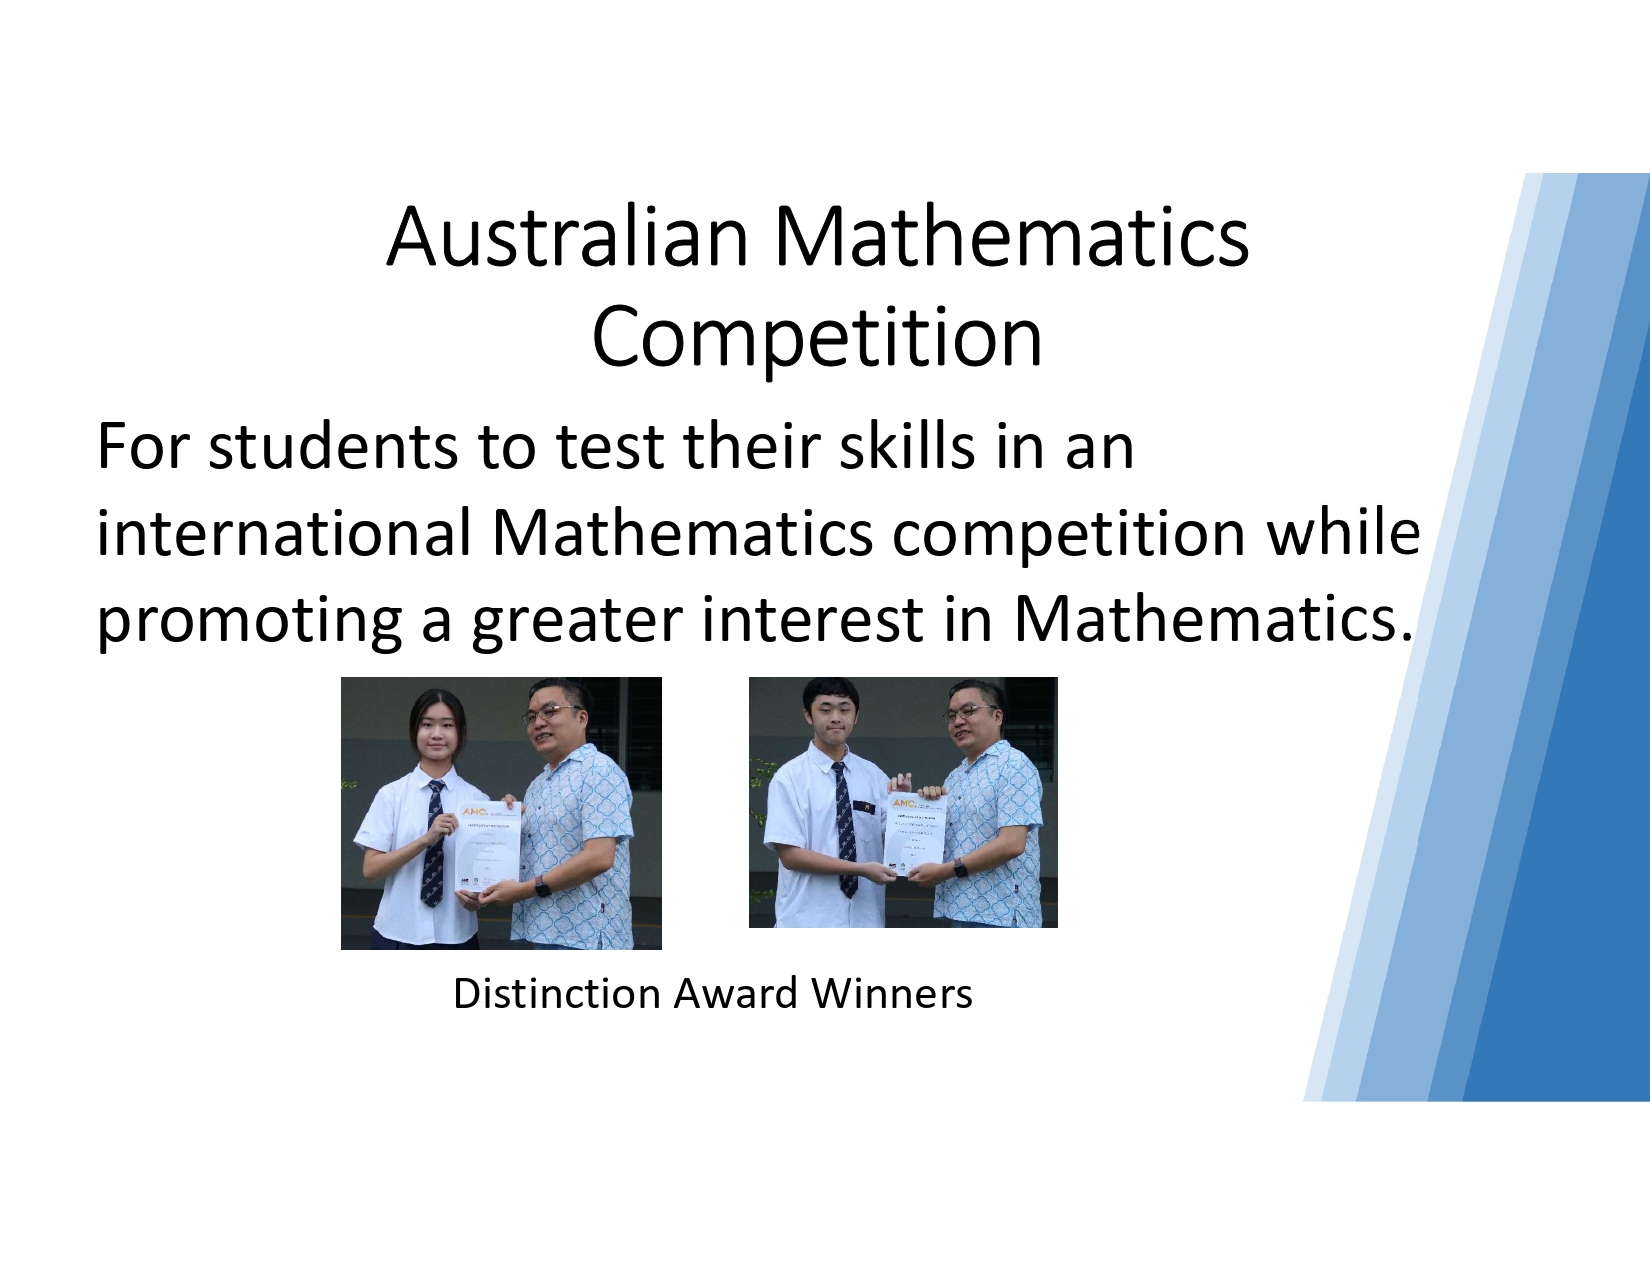 Australian Mathematics
Competition
For students to test their skills in an
international Mathematics competition while
promoting a greater interest in Mathematics.
AMC
AMC
Distinction Award Winners